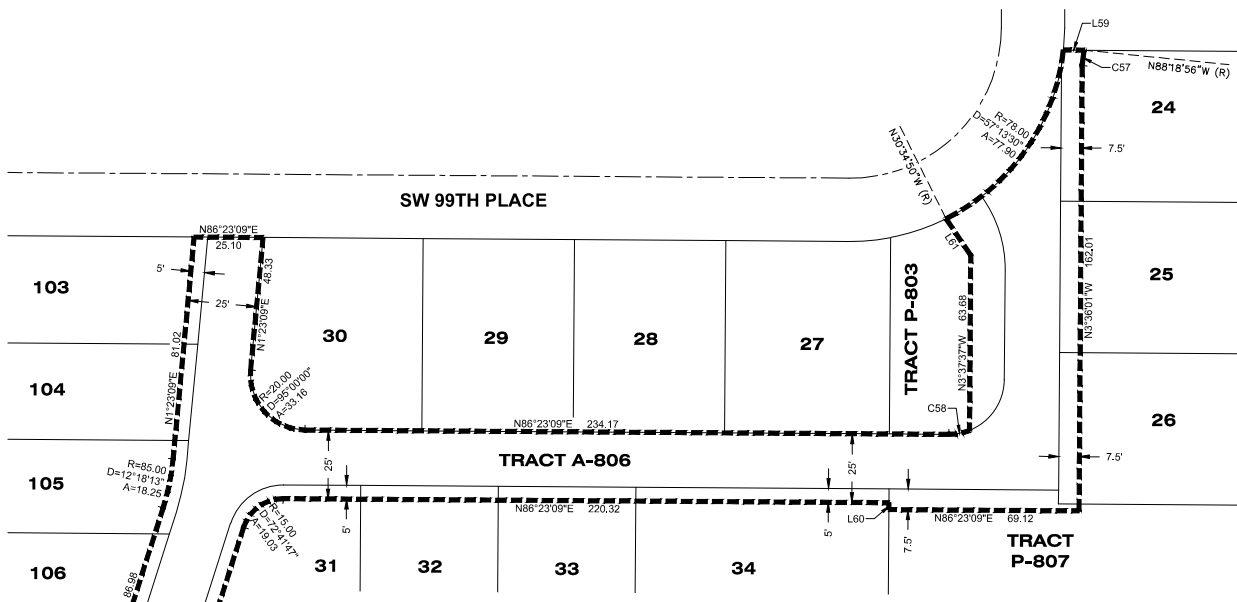 L59
C57
N88°18'56"W (R)
24
R=78.00
D=57°13'30"
A=77.90
7.5'
N30°34'50"W (R)
SW 99TH PLACE
N86°23'09"E
25.10
L61
103
5'
25'
48.33
N1°23'09"E
TRACT P-803
63.68
N3°37'37"W
162.01
N3°36'01"W
25
30
29
28
27
81.02
N1°23'09"E
104
R=20.00
D=95°00'00"
A=33.16
C58
N86°23'09"E 234.17
26
TRACT A-806
25'
25'
7.5'
105
R=85.00
D=12°18'13"
A=18.25
R=15.00
D=72°41'47"
A=19.03
5'
N86°23'09"E 220.32
5'
L60
7.5'
N86°23'09"E 69.12
TRACT
P-807
106
86.98
31
32
33
34